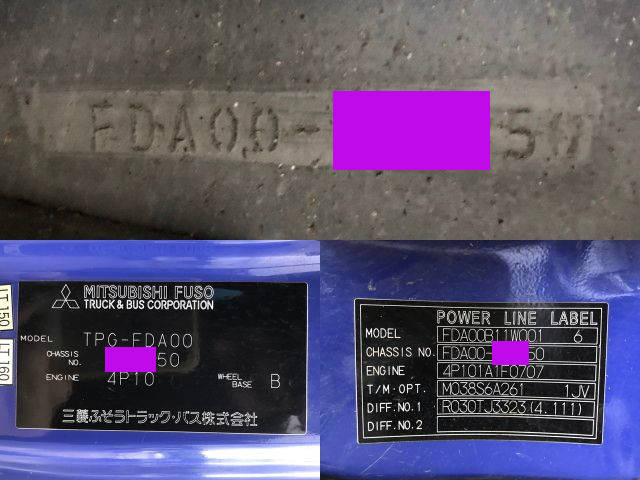 FDA00-
50
MITSUBISHI FUSO
TRUCK & BUS CORPORATION
MODEL TPG-FDA00
CHASSIS NO. 50
ENGINE 4P10 WHEEL BASE B
三菱ふそうトラック・バス株式会社
LT150
LT160
POWER LINE LABEL
MODEL FDA00B11W001 6
CHASSIS NO. FDA00- 50
ENGINE 4P101A1F0707
T/M·OPT. M038S6A261 1JV
DIFF.NO.1 R030TJ3323(4.111)
DIFF.NO.2